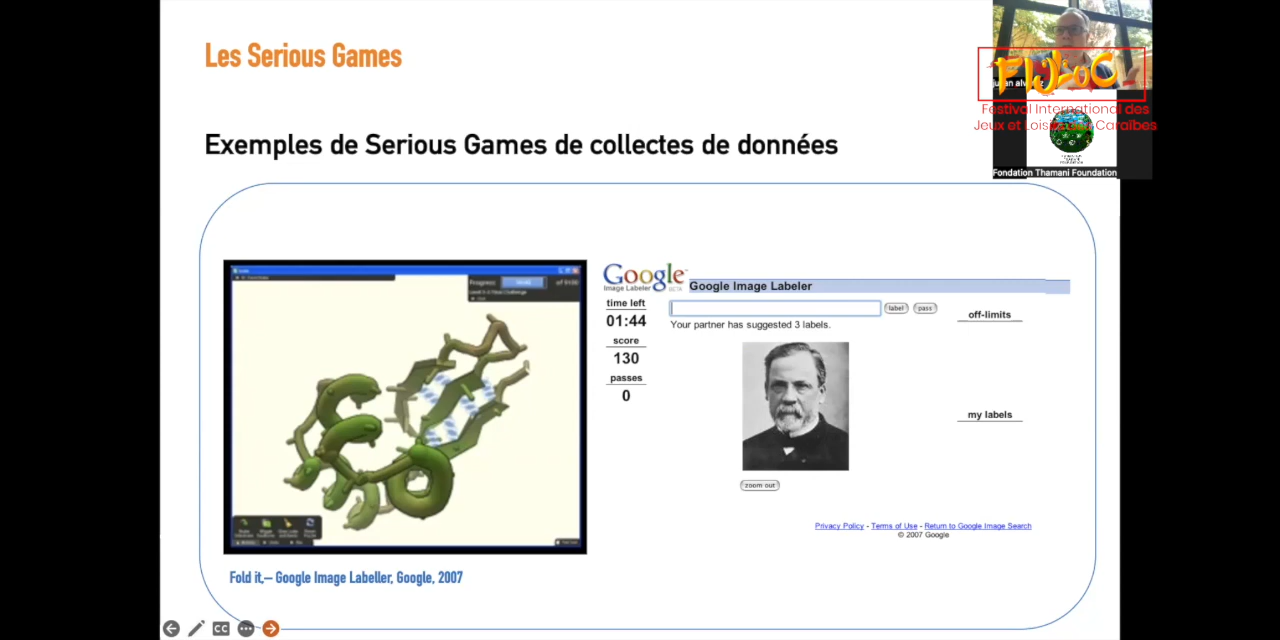 Les Serious Games
FIJLOC
Festival International des
Jeux et Loisirs des Caraïbes
Exemples de Serious Games de collectes de données
Fondation Thamani Foundation
Google
Image Labeler BETA
Google Image Labeler
time left
01:44
score
130
passes
0
label
pass
Your partner has suggested 3 labels.
off-limits
my labels
zoom out
Privacy Policy - Terms of Use - Return to Google Image Search
© 2007 Google
Fold it,– Google Image Labeller, Google, 2007
CC